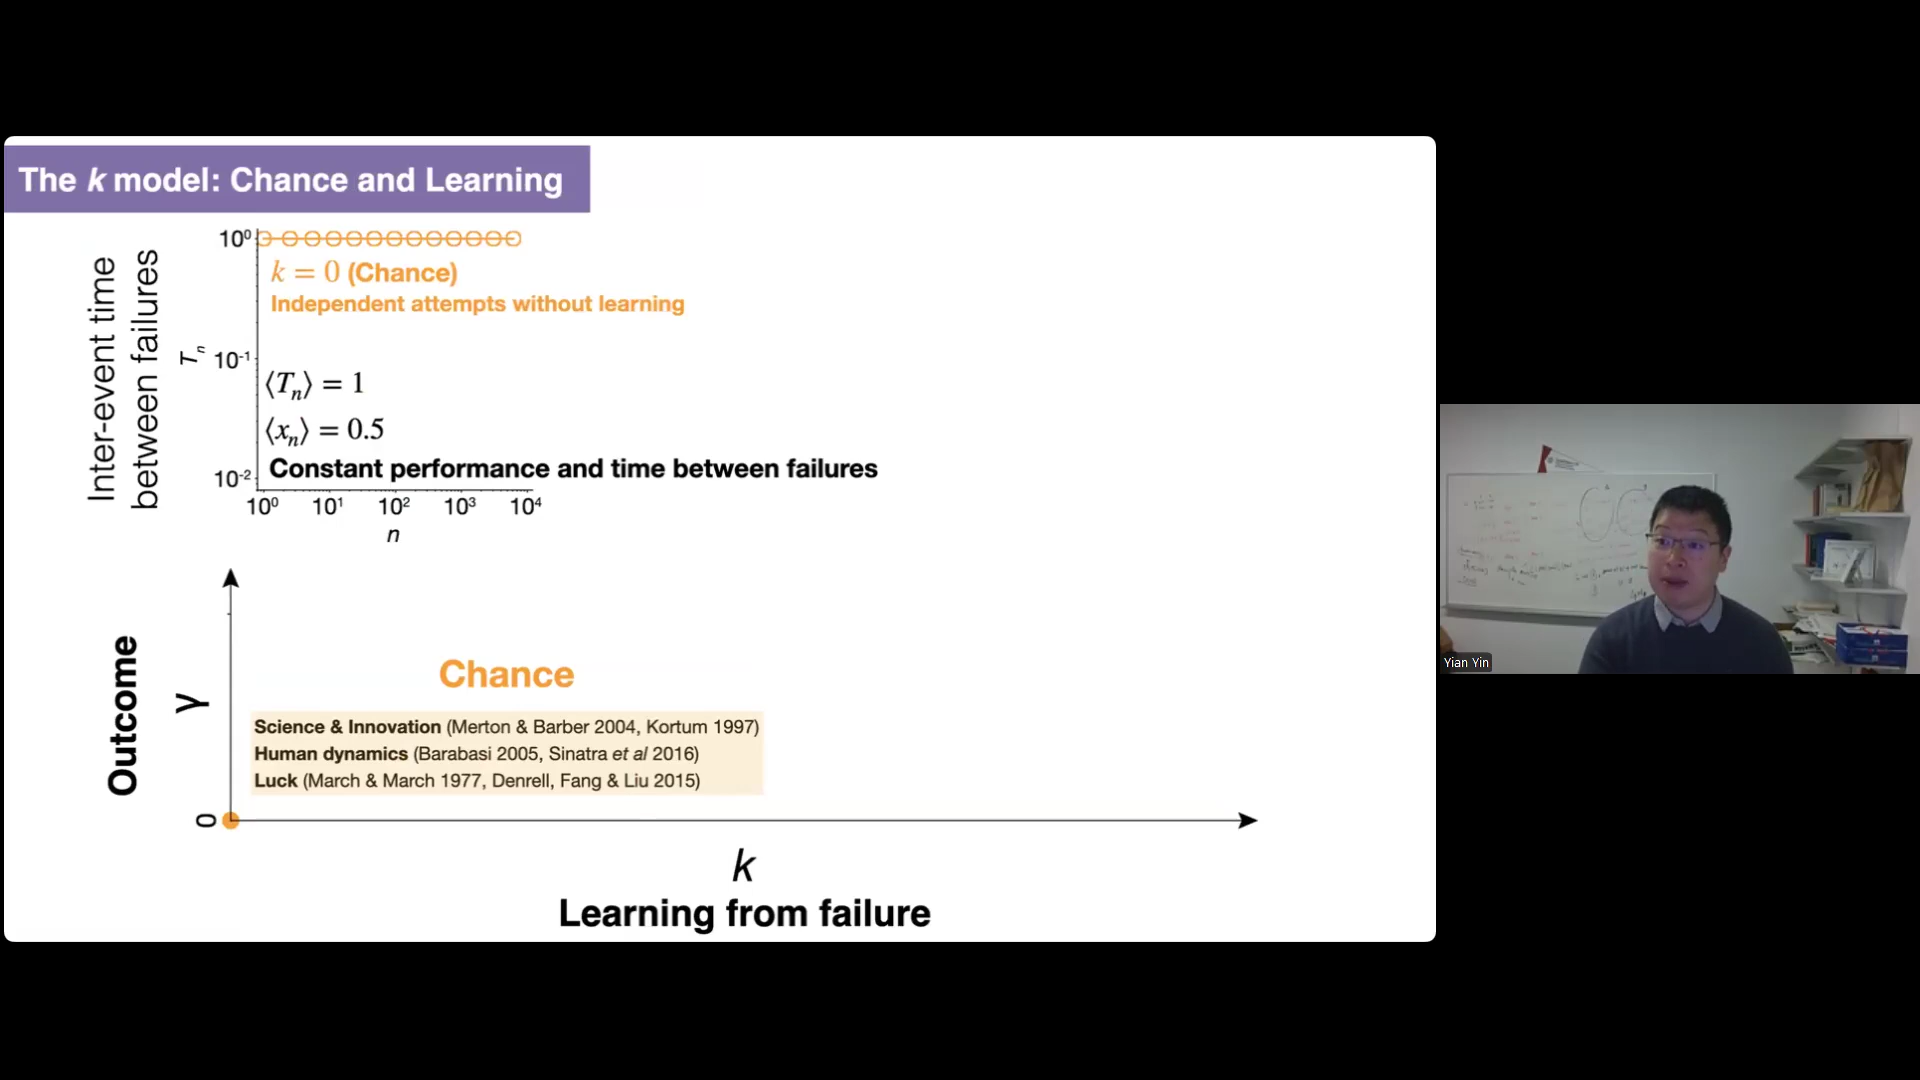 The k model: Chance and Learning
Inter-event time
between failures
Tₙ
10⁰
10⁻¹
10⁻²
k = 0 (Chance)
Independent attempts without learning
⟨Tₙ⟩ = 1
⟨xₙ⟩ = 0.5
Constant performance and time between failures
10⁰ 10¹ 10² 10³ 10⁴
n
Outcome
γ
0
Chance
Science & Innovation (Merton & Barber 2004, Kortum 1997)
Human dynamics (Barabasi 2005, Sinatra et al 2016)
Luck (March & March 1977, Denrell, Fang & Liu 2015)
k
Learning from failure
Yian Yin